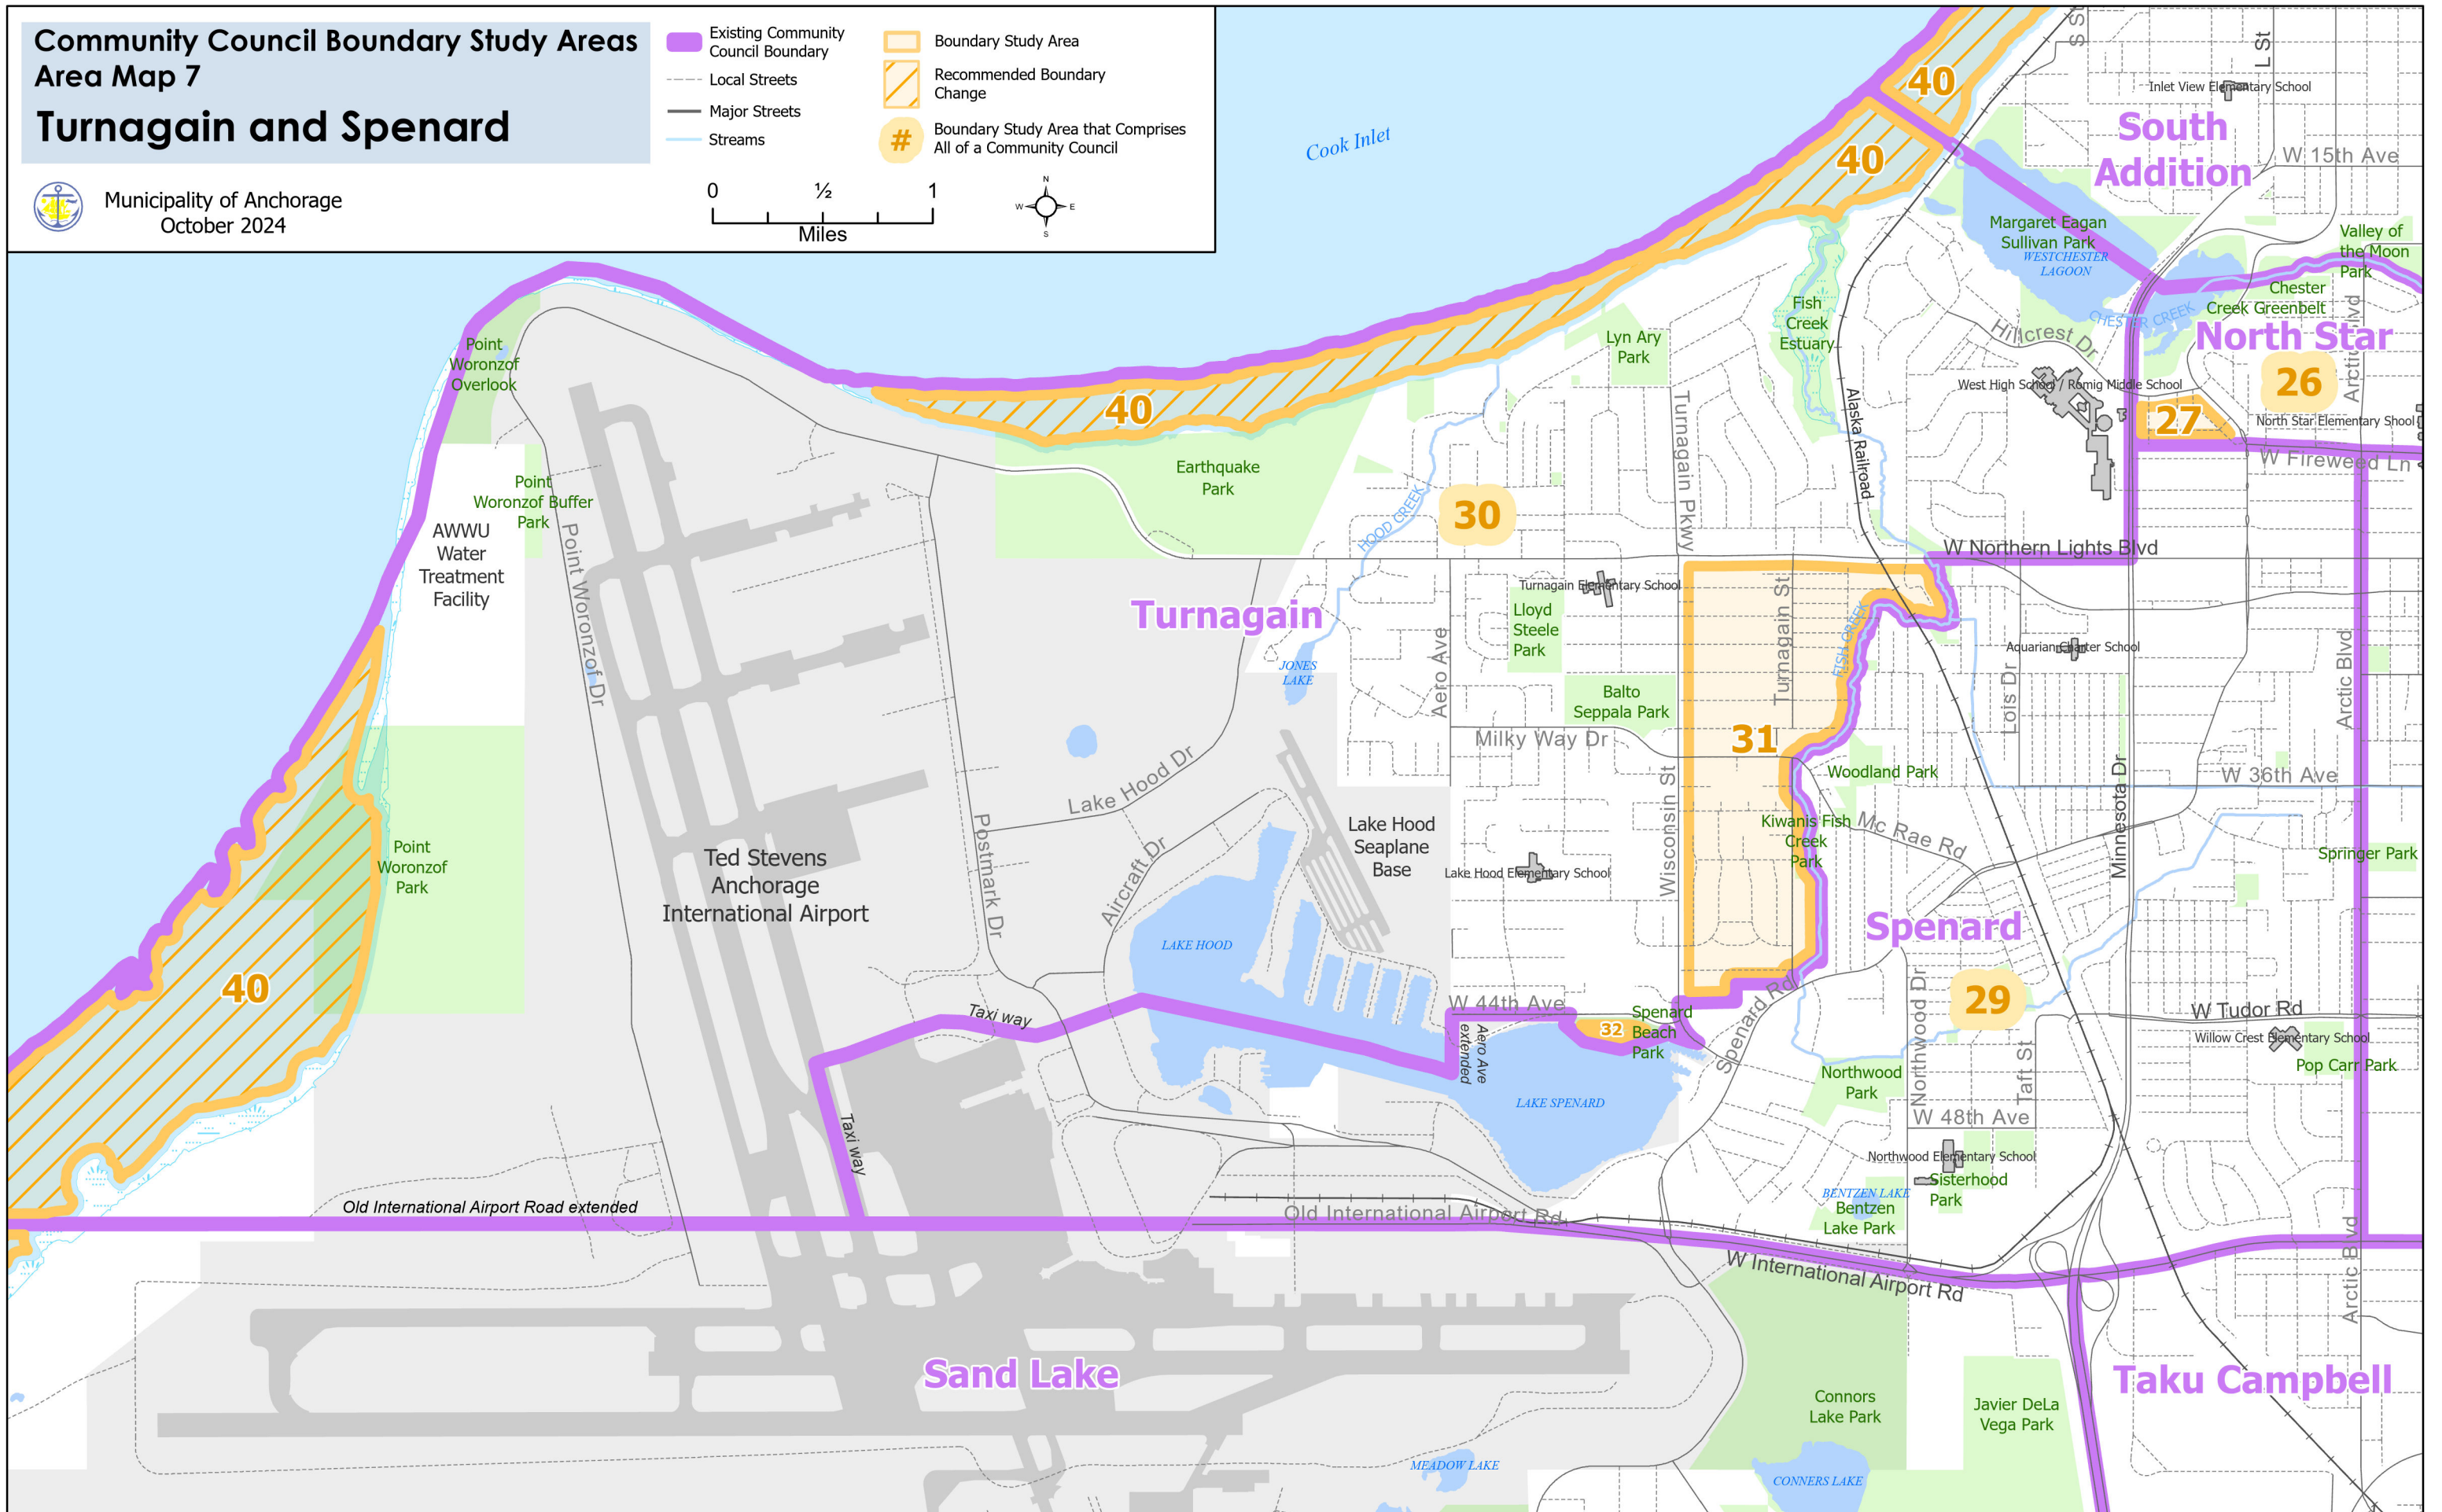 Community Council Boundary Study Areas
Area Map 7
Turnagain and Spenard
Municipality of Anchorage
October 2024
Existing Community
Council Boundary
Local Streets
Major Streets
Streams
Boundary Study Area
Recommended Boundary
Change
#
Boundary Study Area that Comprises
All of a Community Council
0
½
1
Miles
N
W
E
S
Cook Inlet
40
40
S St
L St
Inlet View Elementary School
South
Addition
W 15th Ave
Margaret Eagan
Sullivan Park
WESTCHESTER
LAGOON
Valley of
the Moon
Park
Chester
Creek Greenbelt
CHESTER CREEK
North Star
26
Arctic Blvd
Hillcrest Dr
West High School / Romig Middle School
27
North Star Elementary Shool
W Fireweed Ln
Point
Woronzof
Overlook
Fish
Creek
Estuary
Lyn Ary
Park
40
Earthquake
Park
Turnagain Pkwy
Alaska Railroad
Point
Woronzof Buffer
Park
AWWU
Water
Treatment
Facility
Point Woronzof Dr
HOOD CREEK
30
W Northern Lights Blvd
Turnagain
Turnagain Elementary School
Lloyd
Steele
Park
Turnagain St
FISH CREEK
Aquarian Charter School
JONES
LAKE
Aero Ave
Balto
Seppala Park
Lois Dr
Arctic Blvd
Milky Way Dr
31
Woodland Park
W 36th Ave
Lake Hood Dr
Wisconsin St
Minnesota Dr
Kiwanis Fish
Creek
Park
Mc Rae Rd
Springer Park
Point
Woronzof
Park
Ted Stevens
Anchorage
International Airport
Postmark Dr
Aircraft Dr
Lake Hood
Seaplane
Base
Lake Hood Elementary School
Spenard
LAKE HOOD
40
29
Northwood Dr
W 44th Ave
Taxi way
Aero Ave
extended
32
Spenard
Beach
Park
Spenard Rd
W Tudor Rd
Willow Crest Elementary School
Pop Carr Park
Taft St
Northwood
Park
LAKE SPENARD
W 48th Ave
Taxi way
Northwood Elementary School
Sisterhood
Park
BENTZEN LAKE
Bentzen
Lake Park
Old International Airport Road extended
Old International Airport Rd
W International Airport Rd
Arctic Blvd
Sand Lake
Taku Campbell
Connors
Lake Park
Javier DeLa
Vega Park
MEADOW LAKE
CONNERS LAKE